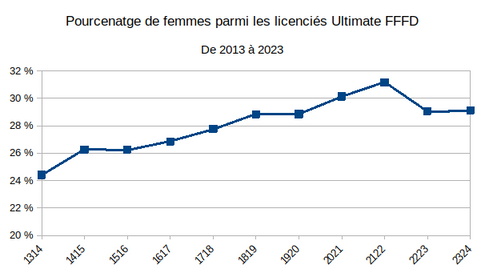 Pourcenatge de femmes parmi les licenciés Ultimate FFFD
De 2013 à 2023
32 %
30 %
28 %
26 %
24 %
22 %
20 %
1314 1415 1516 1617 1718 1819 1920 2021 2122 2223 2324